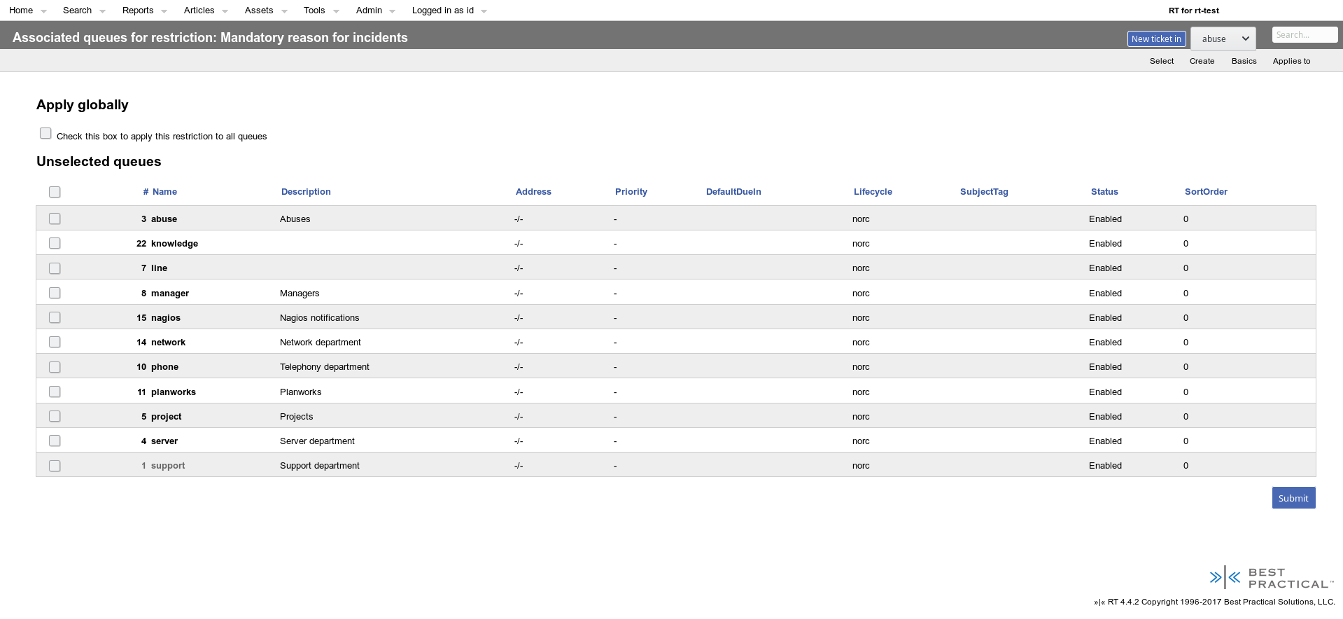 Home Search Reports Articles Assets Tools Admin Logged in as id RT for rt-test
Associated queues for restriction: Mandatory reason for incidents New ticket in abuse Search...
Select Create Basics Applies to
Apply globally
Check this box to apply this restriction to all queues
Unselected queues
# Name Description Address Priority DefaultDueIn Lifecycle SubjectTag Status SortOrder
3 abuse Abuses -/- - norc Enabled 0
22 knowledge -/- - norc Enabled 0
7 line -/- - norc Enabled 0
8 manager Managers -/- - norc Enabled 0
15 nagios Nagios notifications -/- - norc Enabled 0
14 network Network department -/- - norc Enabled 0
10 phone Telephony department -/- - norc Enabled 0
11 planworks Planworks -/- - norc Enabled 0
5 project Projects -/- - norc Enabled 0
4 server Server department -/- - norc Enabled 0
1 support Support department -/- - norc Enabled 0
Submit
BEST
PRACTICAL™
»|« RT 4.4.2 Copyright 1996-2017 Best Practical Solutions, LLC.